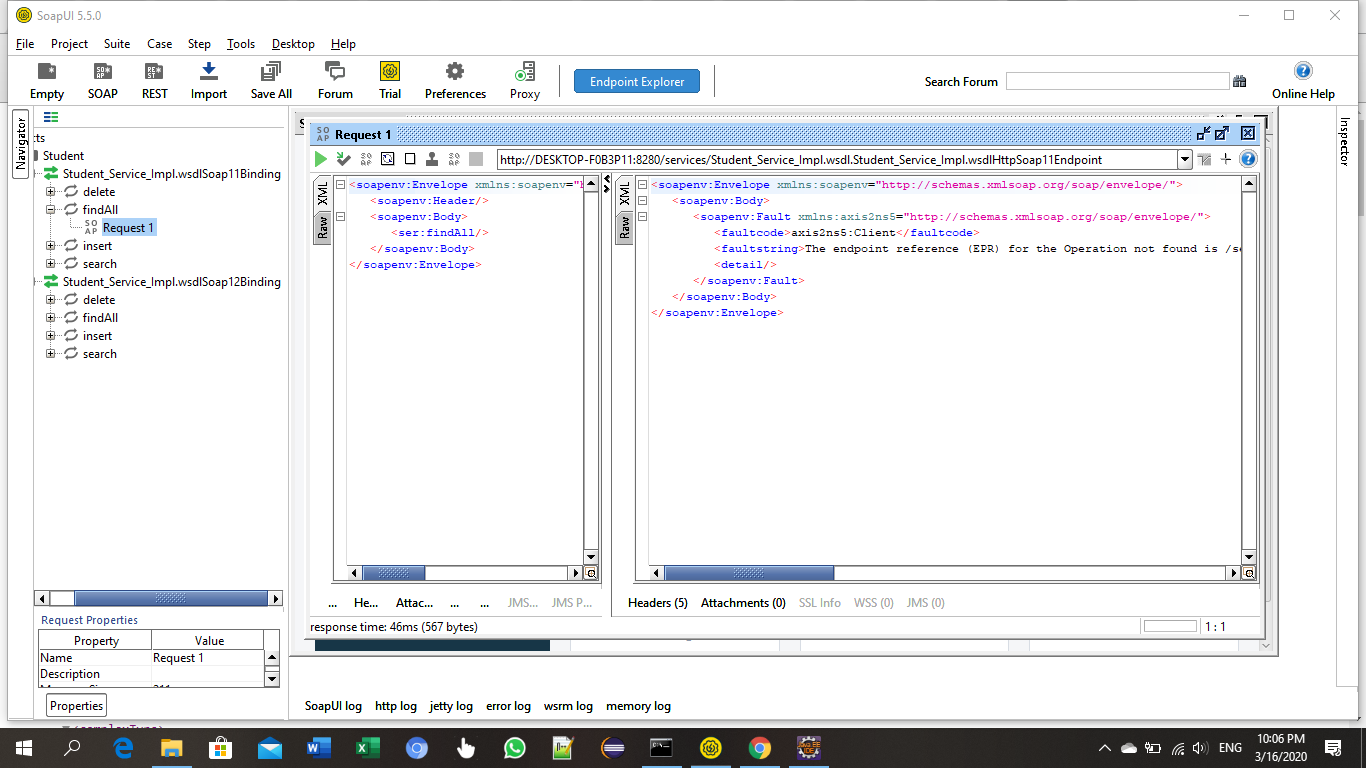 SoapUI 5.5.0
File Project Suite Case Step Tools Desktop Help
Empty SOAP REST Import Save All Forum Trial Preferences Proxy Endpoint Explorer Search Forum Online Help
Navigator
Inspector
Student
Student_Service_Impl.wsdlSoap11Binding
delete
findAll
Request 1
insert
search
Student_Service_Impl.wsdlSoap12Binding
delete
findAll
insert
search
Request Properties
Property Value
Name Request 1
Description
Properties
Request 1
http://DESKTOP-F0B3P11:8280/services/Student_Service_Impl.wsdl.Student_Service_Impl.wsdlHttpSoap11Endpoint
XML
Raw
<soapenv:Envelope xmlns:soapenv="
<soapenv:Header/>
<soapenv:Body>
<ser:findAll/>
</soapenv:Body>
</soapenv:Envelope>
XML
Raw
<soapenv:Envelope xmlns:soapenv="http://schemas.xmlsoap.org/soap/envelope/">
<soapenv:Body>
<soapenv:Fault xmlns:axis2ns5="http://schemas.xmlsoap.org/soap/envelope/">
<faultcode>axis2ns5:Client</faultcode>
<faultstring>The endpoint reference (EPR) for the Operation not found is /se
<detail/>
</soapenv:Fault>
</soapenv:Body>
</soapenv:Envelope>
... He... Attac... ... ... JMS... JMS P...
Headers (5) Attachments (0) SSL Info WSS (0) JMS (0)
response time: 46ms (567 bytes)
1 : 1
SoapUI log http log jetty log error log wsrm log memory log
ENG
10:06 PM
3/16/2020